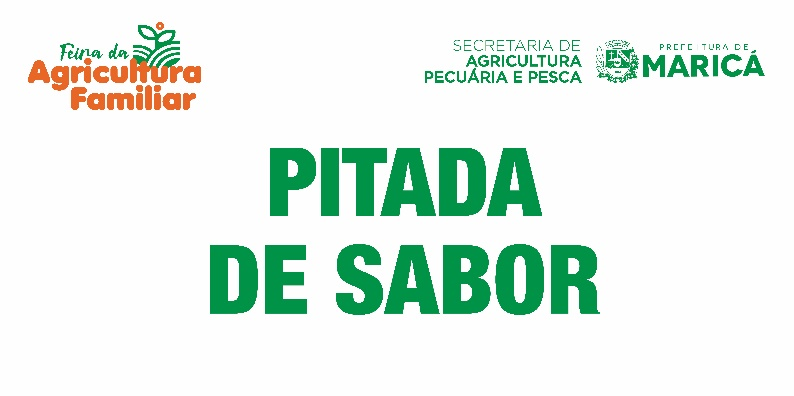 Feira da
Agricultura
Familiar
SECRETARIA DE
AGRICULTURA
PECUÁRIA E PESCA
PREFEITURA DE
MARICÁ
PITADA
DE SABOR